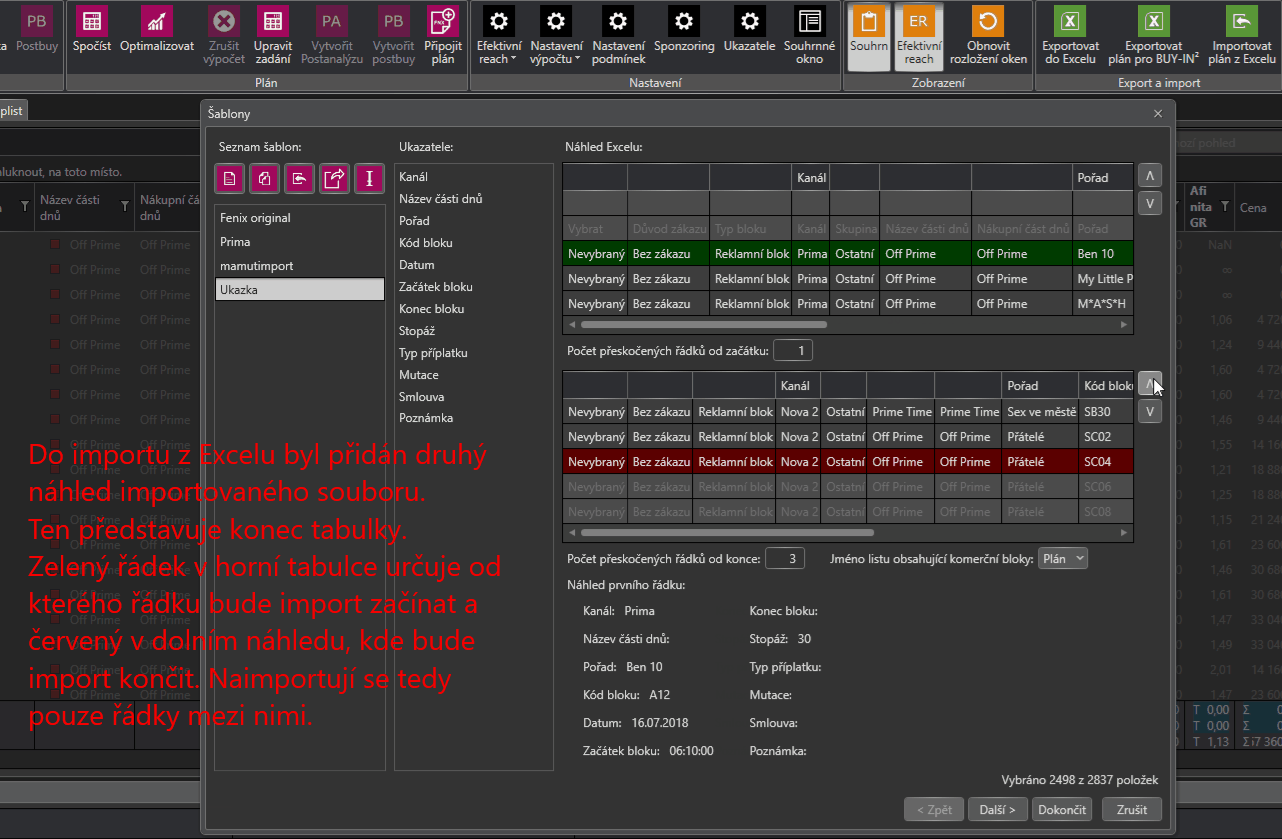 PB PA PB ER
Postbuy Spočíst Optimalizovat Zrušit výpočet Upravit zadání Vytvořit Postanalýzu Vytvořit postbuy Připojit plán
Efektivní reach Nastavení výpočtu Nastavení podmínek Sponzoring Ukazatele Souhrnné okno
Souhrn Efektivní reach Obnovit rozložení oken
Exportovat do Excelu Exportovat plán pro BUY-IN² Importovat plán z Excelu
Plán Nastavení Zobrazení Export a import
Šablony
na toto místo.
Název části dnů Nákupní
Afi nita GR Cena
Seznam šablon: Ukazatele: Náhled Excelu:
Fenix original
Prima
mamutimport
Ukazka
Kanál
Název části dnů
Pořad
Kód bloku
Datum
Začátek bloku
Konec bloku
Stopáž
Typ příplatku
Mutace
Smlouva
Poznámka
Kanál Pořad
Vybrat Důvod zákazu Typ bloku Kanál Skupina Název části dnů Nákupní část dnů Pořad
Nevybraný Bez zákazu Reklamní blok Prima Ostatní Off Prime Off Prime Ben 10
Nevybraný Bez zákazu Reklamní blok Prima Ostatní Off Prime Off Prime My Little P
Nevybraný Bez zákazu Reklamní blok Prima Ostatní Off Prime Off Prime M*A*S*H
Počet přeskočených řádků od začátku: 1
Kanál Pořad Kód bloku
Nevybraný Bez zákazu Reklamní blok Nova 2 Ostatní Prime Time Prime Time Sex ve městě SB30
Nevybraný Bez zákazu Reklamní blok Nova 2 Ostatní Off Prime Off Prime Přátelé SC02
Nevybraný Bez zákazu Reklamní blok Nova 2 Ostatní Off Prime Off Prime Přátelé SC04
Nevybraný Bez zákazu Reklamní blok Nova 2 Ostatní Off Prime Off Prime Přátelé SC06
Nevybraný Bez zákazu Reklamní blok Nova 2 Ostatní Off Prime Off Prime Přátelé SC08
Počet přeskočených řádků od konce: 3 Jméno listu obsahující komerční bloky: Plán
Náhled prvního řádku:
Kanál: Prima Konec bloku:
Název části dnů: Stopáž: 30
Pořad: Ben 10 Typ příplatku:
Kód bloku: A12 Mutace:
Datum: 16.07.2018 Smlouva:
Začátek bloku: 06:10:00 Poznámka:
Vybráno 2498 z 2837 položek
< Zpět Další > Dokončit Zrušit
Do importu z Excelu byl přidán druhý
náhled importovaného souboru.
Ten představuje konec tabulky.
Zelený řádek v horní tabulce určuje od
kterého řádku bude import začínat a
červený v dolním náhledu, kde bude
import končit. Naimportují se tedy
pouze řádky mezi nimi.